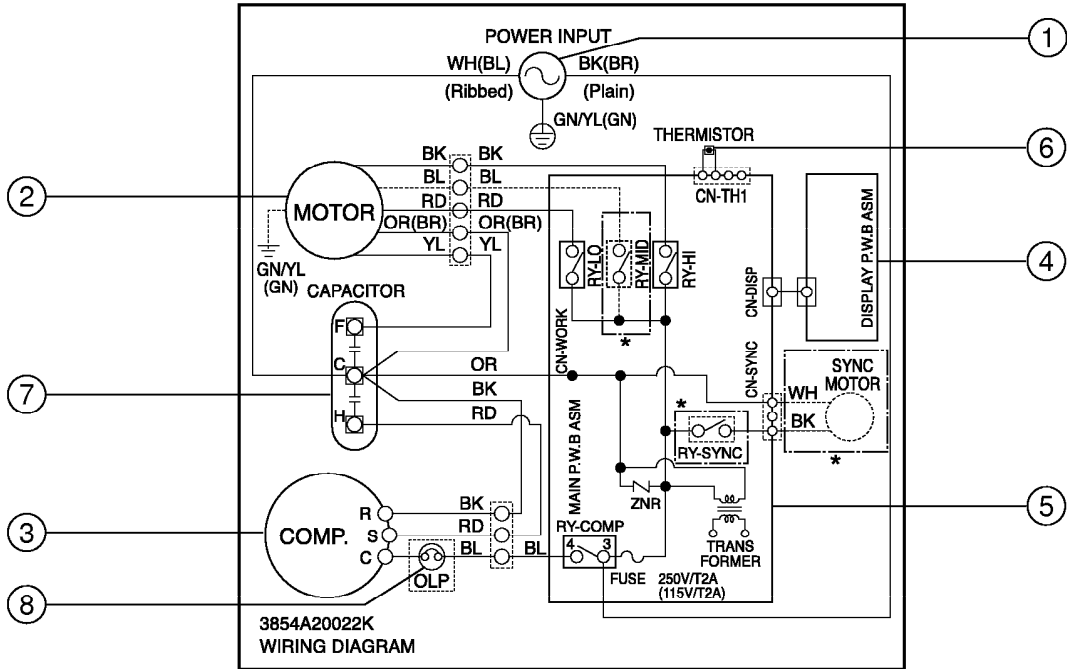 1
POWER INPUT
WH(BL)
BK(BR)
(Ribbed)
(Plain)
GN/YL(GN)
THERMISTOR
6
CN-TH1
2
MOTOR
BK
BK
BL
BL
RD
RD
OR(BR)
OR(BR)
YL
YL
GN/YL
(GN)
RY-LO
RY-MID
RY-HI
*
CN-DISP
DISPLAY P.W.B ASM
4
CAPACITOR
F
C
H
7
CN-WORK
OR
BK
RD
CN-SYNC
SYNC
MOTOR
WH
BK
*
*
RY-SYNC
MAIN P.W.B ASM
ZNR
5
3
COMP.
R
S
C
BK
RD
BL
BL
OLP
RY-COMP
4
3
FUSE
250V/T2A
(115V/T2A)
TRANS
FORMER
8
3854A20022K
WIRING DIAGRAM